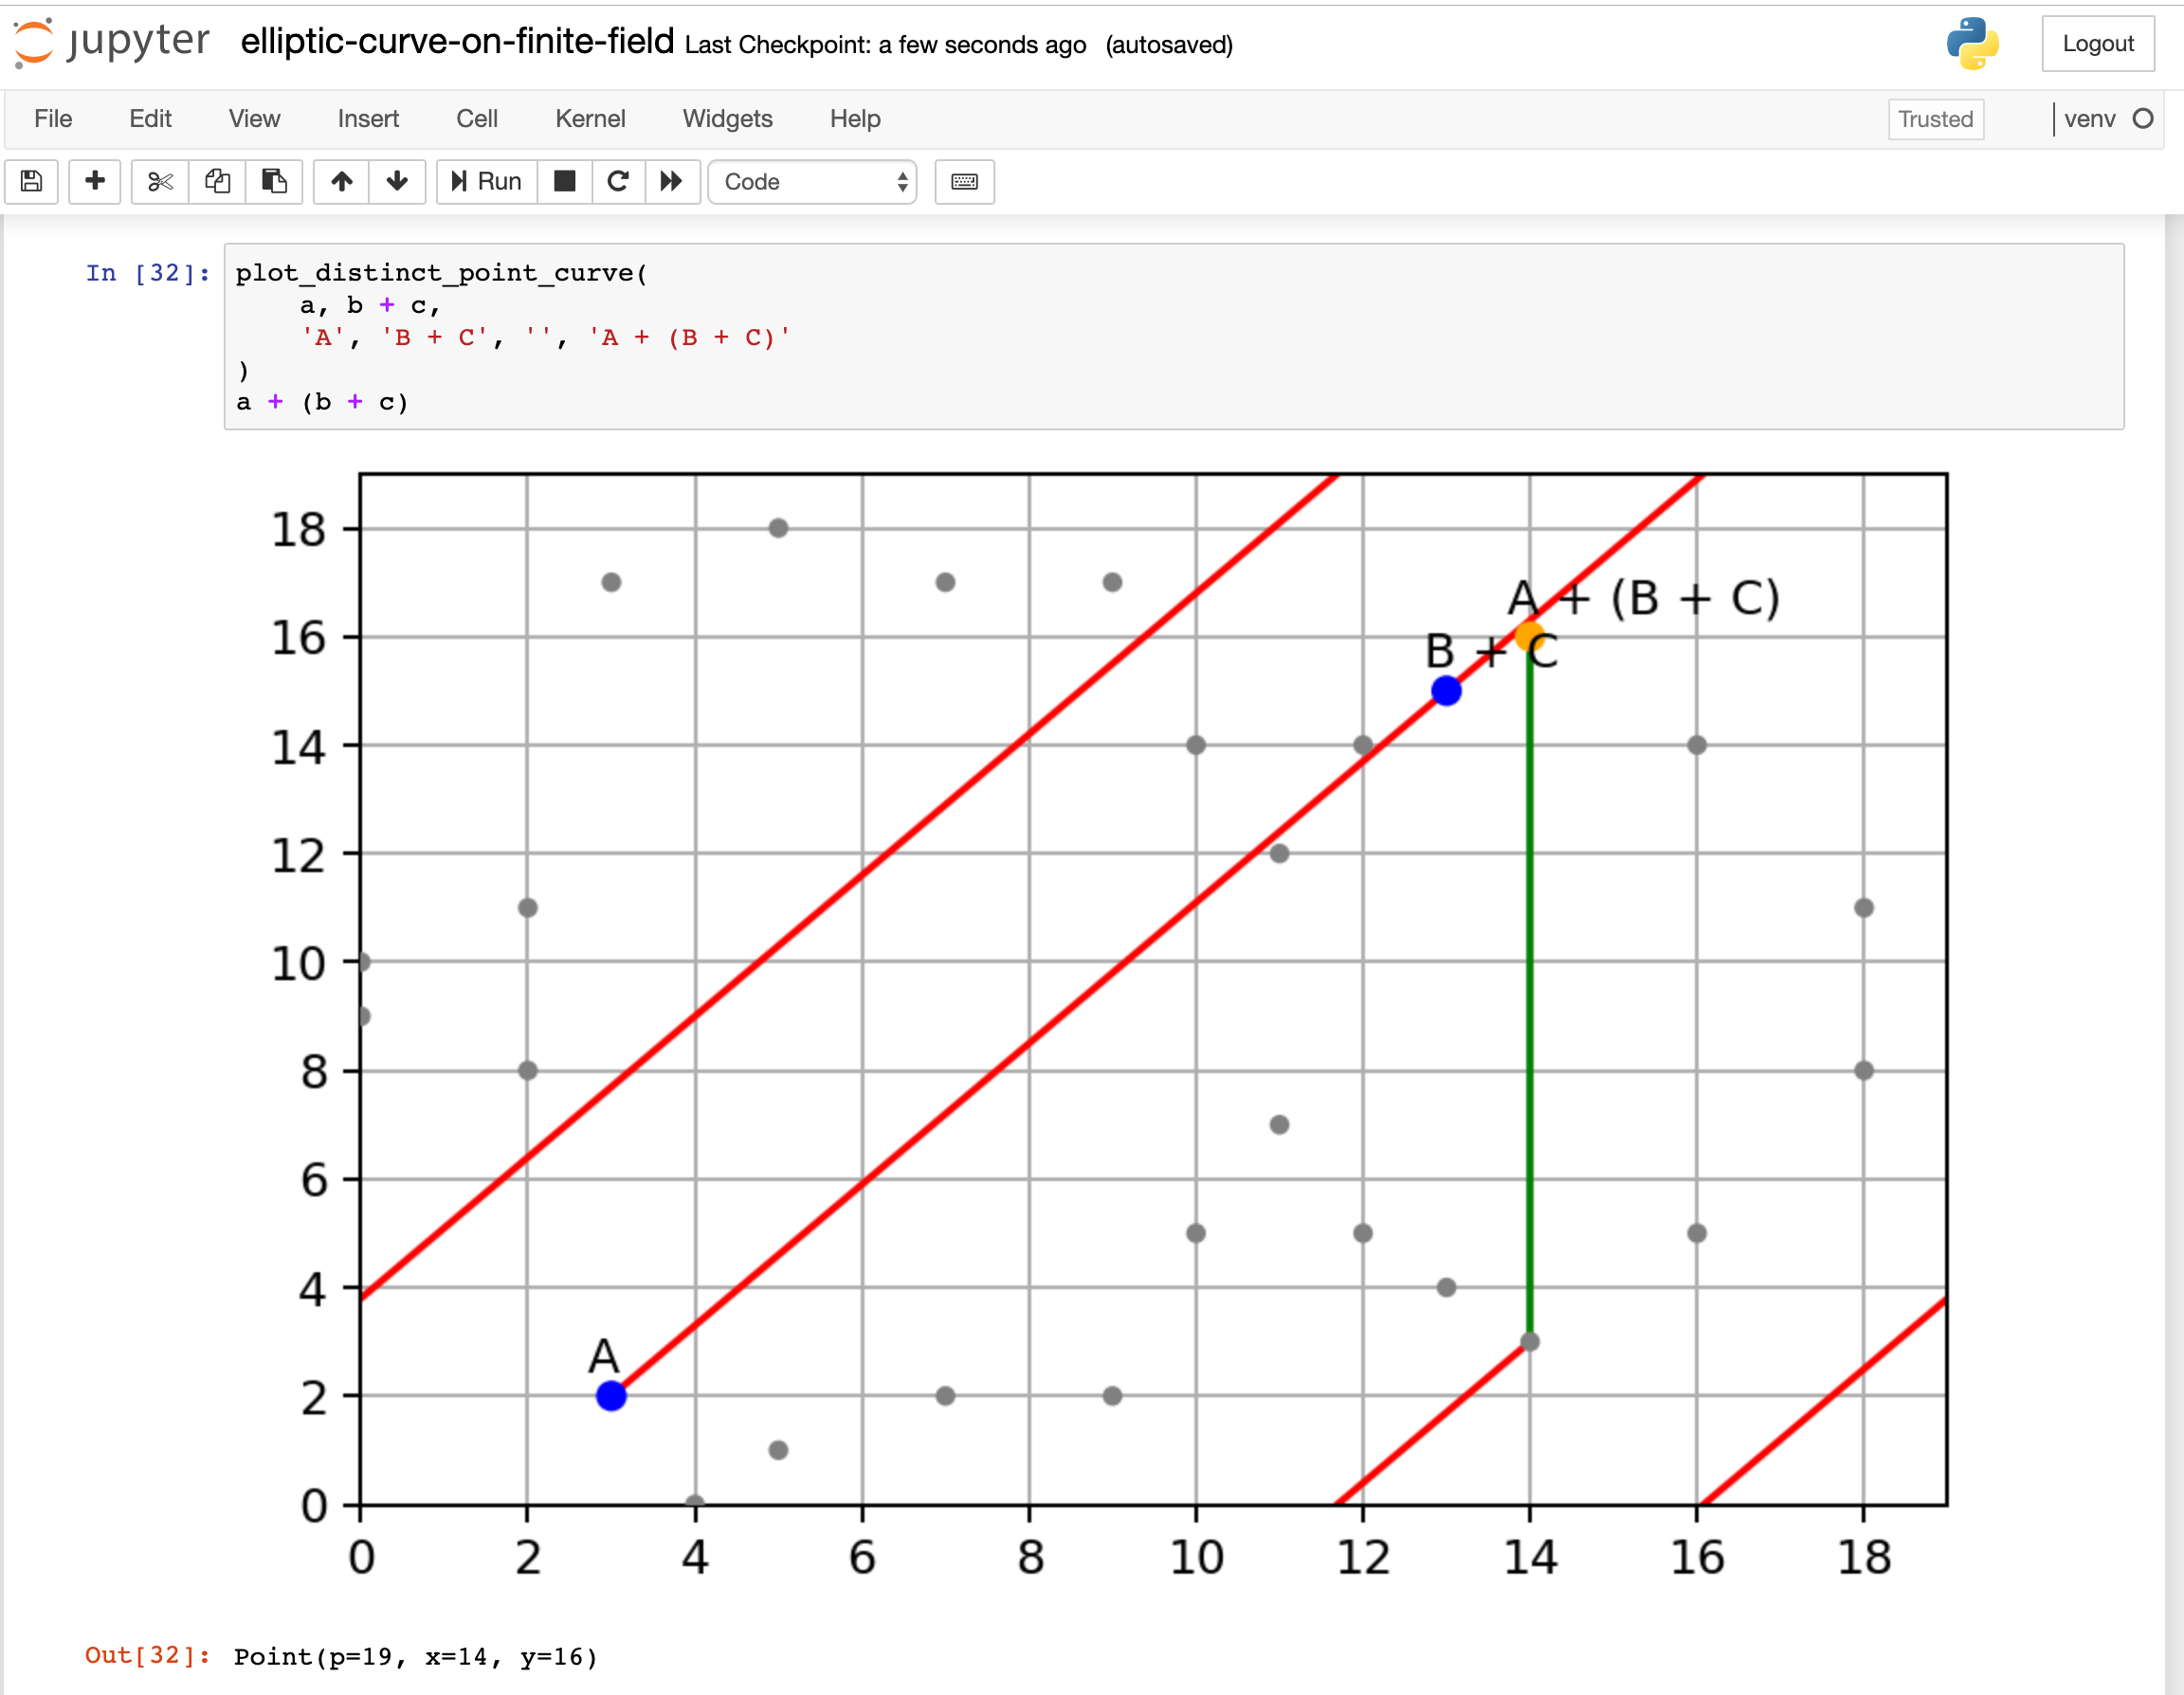 jupyter elliptic-curve-on-finite-field Last Checkpoint: a few seconds ago (autosaved) Logout
File Edit View Insert Cell Kernel Widgets Help Trusted venv
Run Code
In [32]: plot_distinct_point_curve(
a, b + c,
'A', 'B + C', '', 'A + (B + C)'
)
a + (b + c)
18
A + (B + C)
16
B + C
14
12
10
8
6
4
A
2
0
0 2 4 6 8 10 12 14 16 18
Out[32]: Point(p=19, x=14, y=16)